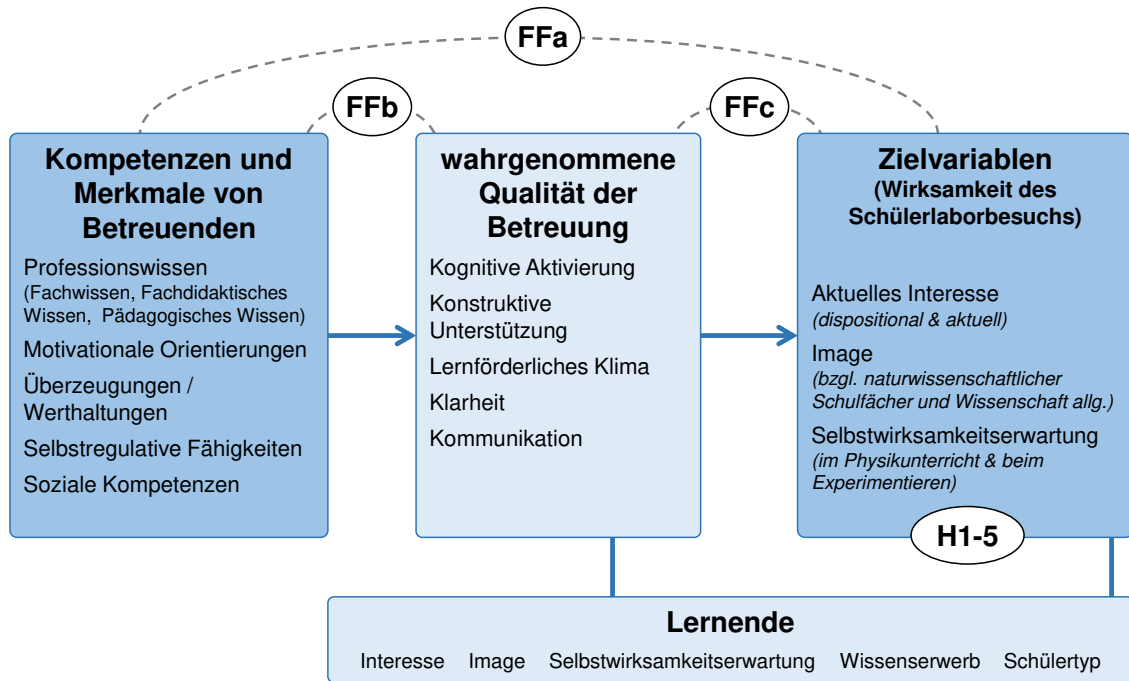 FFa
FFb
FFc
Kompetenzen und
Merkmale von
Betreuenden
Professionswissen
(Fachwissen, Fachdidaktisches
Wissen, Pädagogisches Wissen)
Motivationale Orientierungen
Überzeugungen /
Werthaltungen
Selbstregulative Fähigkeiten
Soziale Kompetenzen
wahrgenommene
Qualität der
Betreuung
Kognitive Aktivierung
Konstruktive
Unterstützung
Lernförderliches Klima
Klarheit
Kommunikation
Zielvariablen
(Wirksamkeit des
Schülerlaborbesuchs)
Aktuelles Interesse
(dispositional & aktuell)
Image
(bzgl. naturwissenschaftlicher
Schulfächer und Wissenschaft allg.)
Selbstwirksamkeitserwartung
(im Physikunterricht & beim
Experimentieren)
H1-5
Lernende
Interesse Image Selbstwirksamkeitserwartung Wissenserwerb Schülertyp